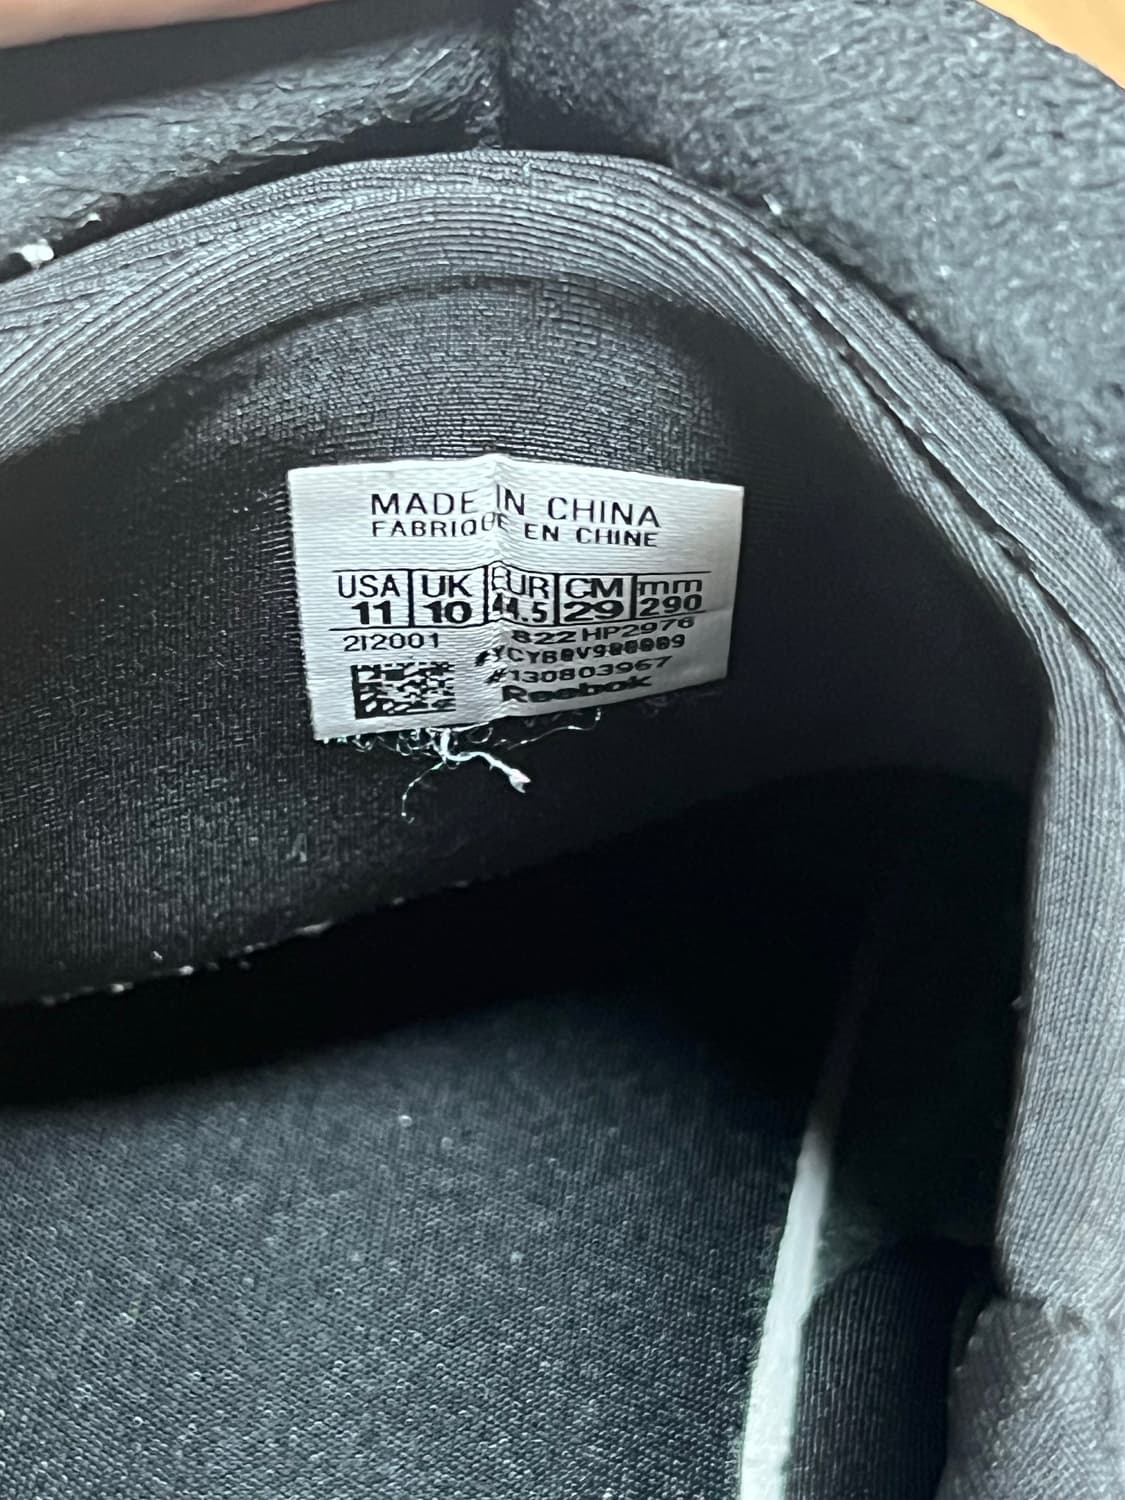 MADE IN CHINA
FABRIQUE EN CHINE
USA UK EUR CM mm
11 10 44.5 29 290
2I2001 822 HP2976
#130803967
Reebok